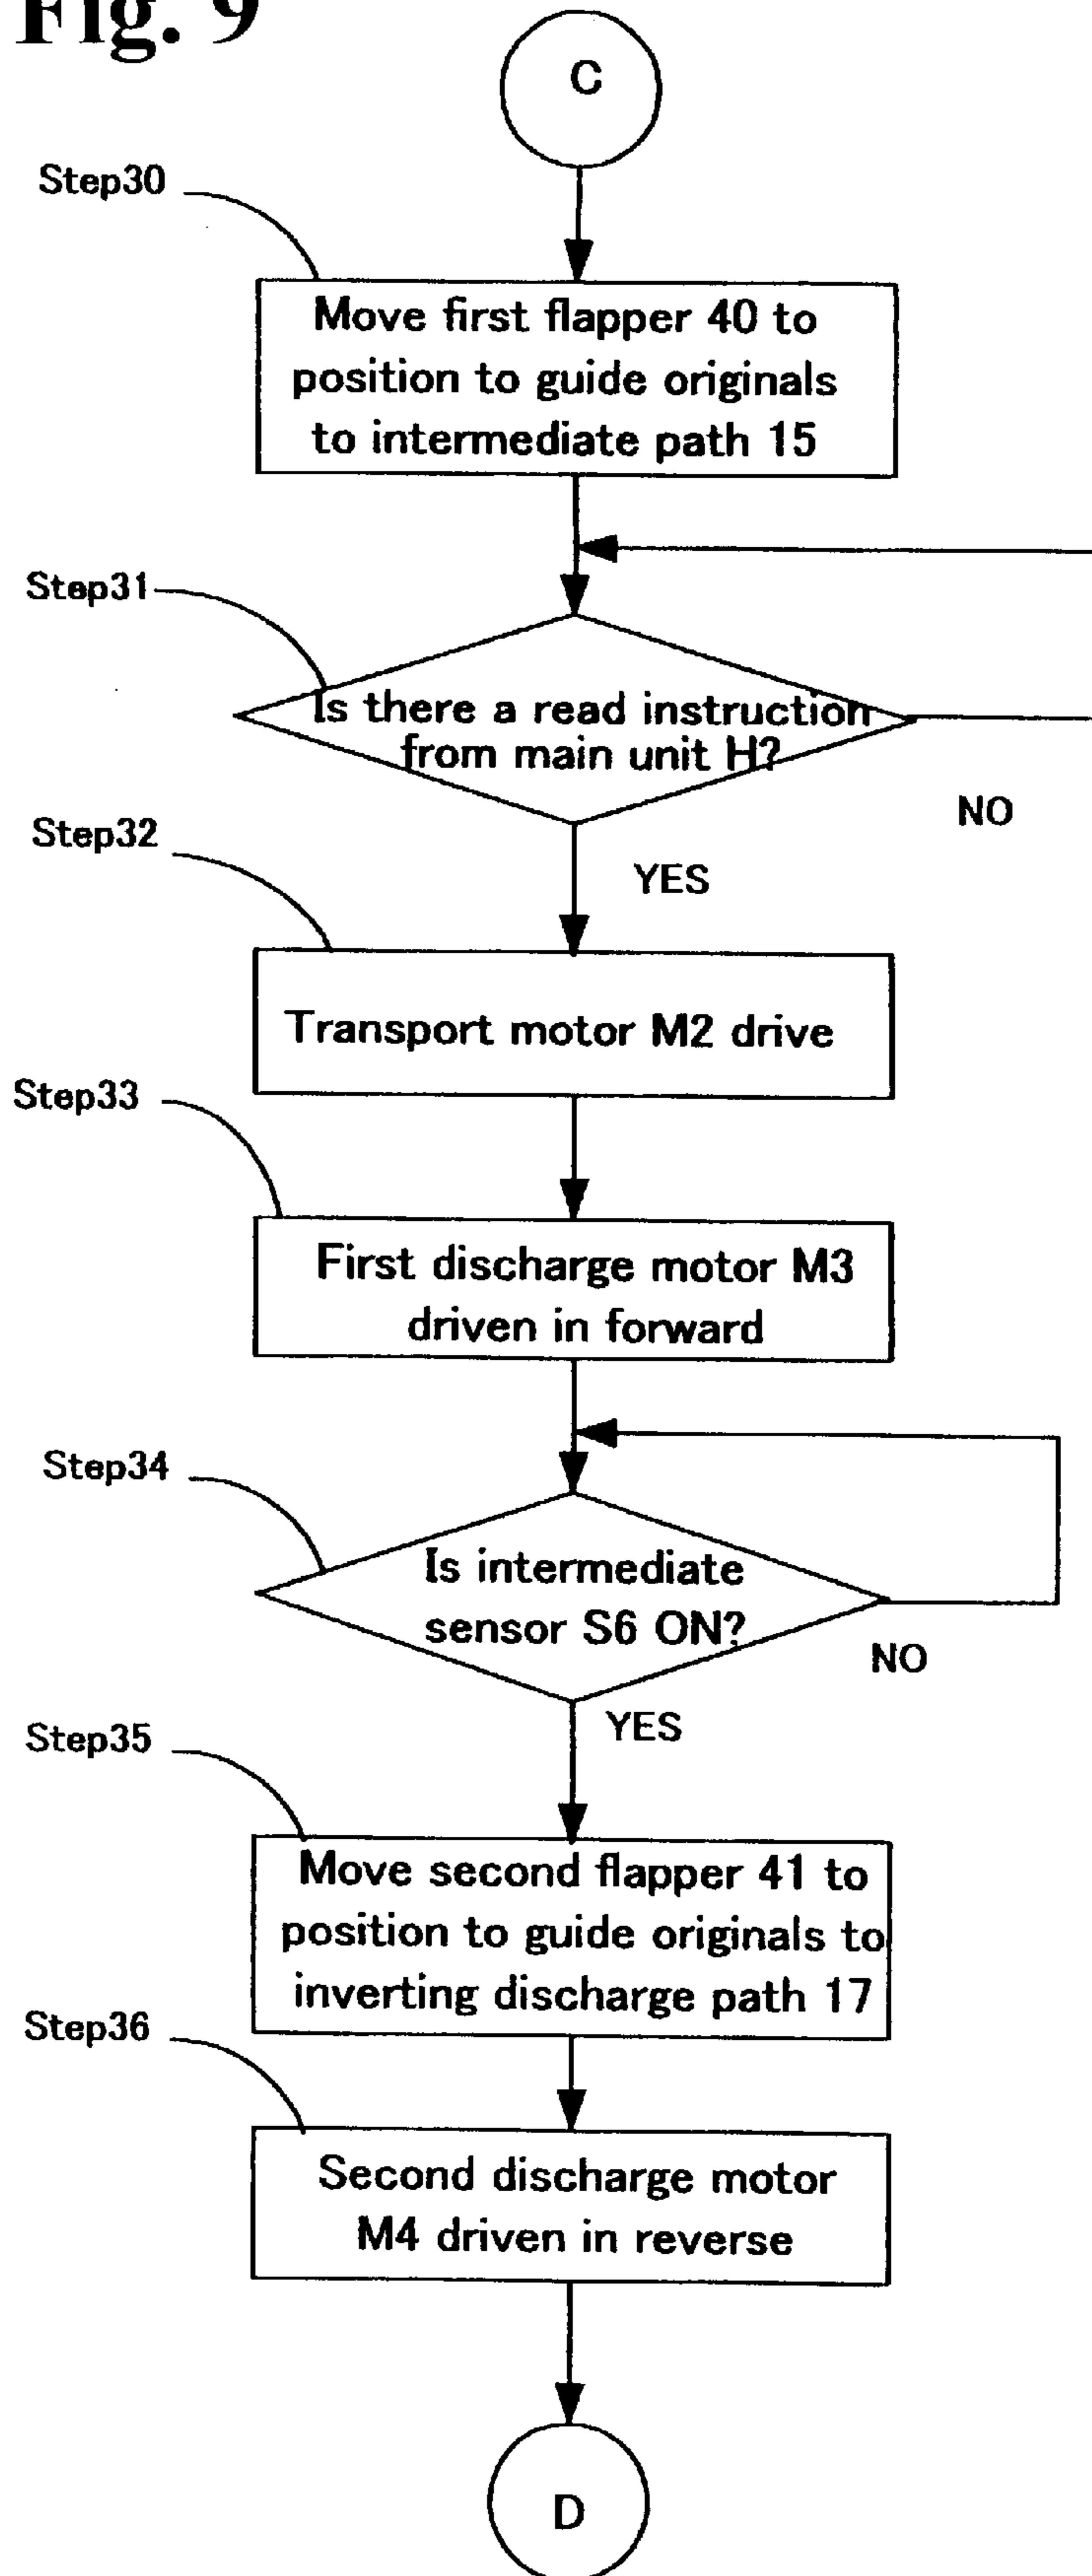 Fig. 9
C
Step30
Move first flapper 40 to
position to guide originals
to intermediate path 15
Step31
Is there a read instruction
from main unit H?
NO
YES
Step32
Transport motor M2 drive
Step33
First discharge motor M3
driven in forward
Step34
Is intermediate
sensor S6 ON?
NO
YES
Step35
Move second flapper 41 to
position to guide originals to
inverting discharge path 17
Step36
Second discharge motor
M4 driven in reverse
D